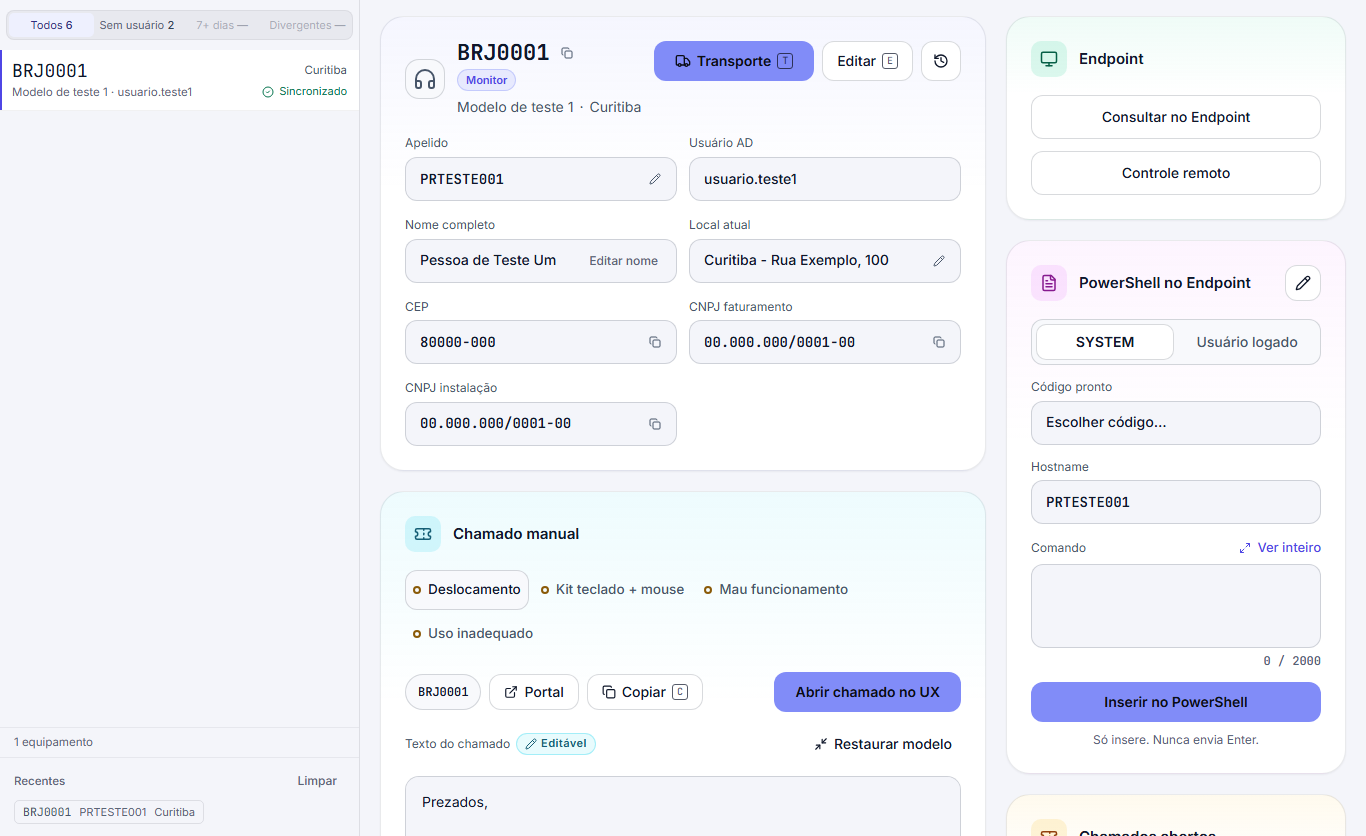 Todos 6 Sem usuário 2 7+ dias — Divergentes —
BRJ0001 Curitiba
Modelo de teste 1 · usuario.teste1 Sincronizado
1 equipamento
Recentes Limpar
BRJ0001 PRTESTE001 Curitiba
BRJ0001
Monitor
Modelo de teste 1 · Curitiba
Transporte T Editar E
Apelido Usuário AD
PRTESTE001 usuario.teste1
Nome completo Local atual
Pessoa de Teste Um Editar nome Curitiba - Rua Exemplo, 100
CEP CNPJ faturamento
80000-000 00.000.000/0001-00
CNPJ instalação
00.000.000/0001-00
Chamado manual
Deslocamento Kit teclado + mouse Mau funcionamento
Uso inadequado
BRJ0001 Portal Copiar C Abrir chamado no UX
Texto do chamado Editável Restaurar modelo
Prezados,
Endpoint
Consultar no Endpoint
Controle remoto
PowerShell no Endpoint
SYSTEM Usuário logado
Código pronto
Escolher código...
Hostname
PRTESTE001
Comando Ver inteiro
0 / 2000
Inserir no PowerShell
Só insere. Nunca envia Enter.
Chamados abertos